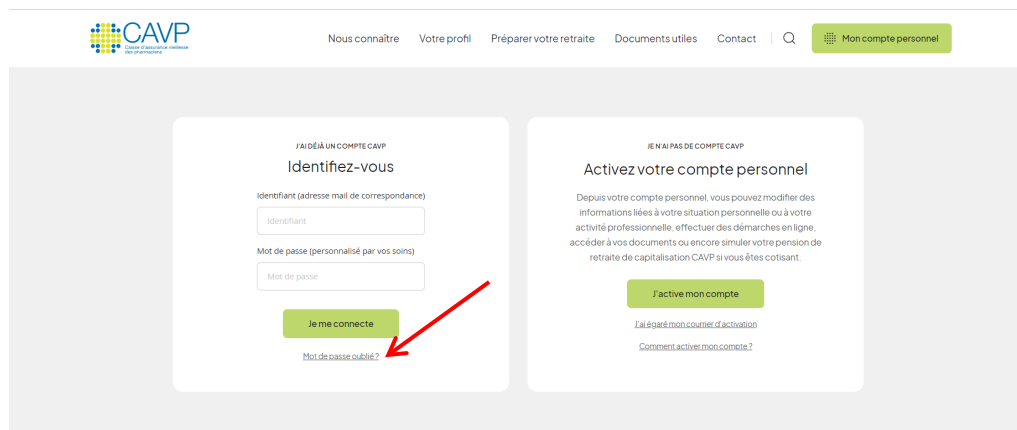 CAVP
Caisse d'assurance vieillesse
des pharmaciens
Nous connaître
Votre profil
Préparer votre retraite
Documents utiles
Contact
Mon compte personnel
J'AI DÉJÀ UN COMPTE CAVP
Identifiez-vous
Identifiant (adresse mail de correspondance)
Identifiant
Mot de passe (personnalisé par vos soins)
Mot de passe
Je me connecte
Mot de passe oublié ?
JE N'AI PAS DE COMPTE CAVP
Activez votre compte personnel
Depuis votre compte personnel, vous pouvez modifier des
informations liées à votre situation personnelle ou à votre
activité professionnelle, effectuer des démarches en ligne,
accéder à vos documents ou encore simuler votre pension de
retraite de capitalisation CAVP si vous êtes cotisant.
J'active mon compte
J'ai égaré mon courrier d'activation
Comment activer mon compte ?